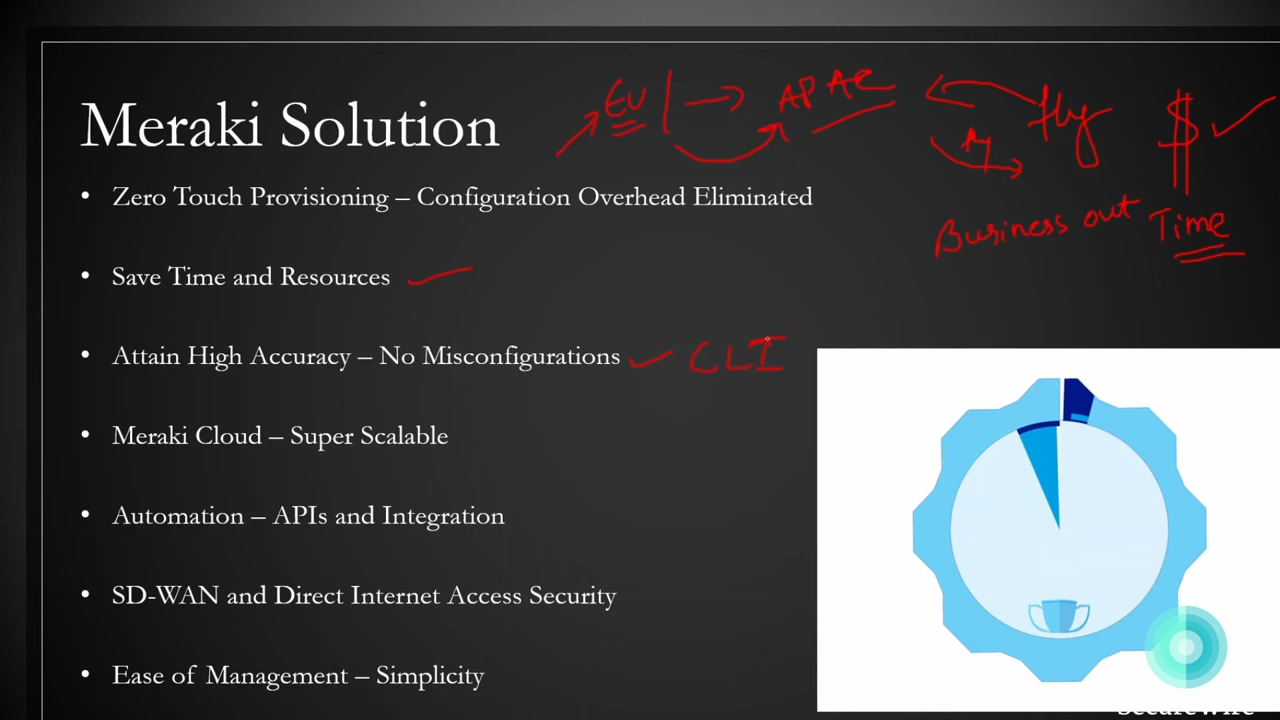 EU → APAC ← fly $
fly
Meraki Solution
Business out Time
• Zero Touch Provisioning – Configuration Overhead Eliminated
• Save Time and Resources
• Attain High Accuracy – No Misconfigurations CLI
• Meraki Cloud – Super Scalable
• Automation – APIs and Integration
• SD-WAN and Direct Internet Access Security
• Ease of Management – Simplicity